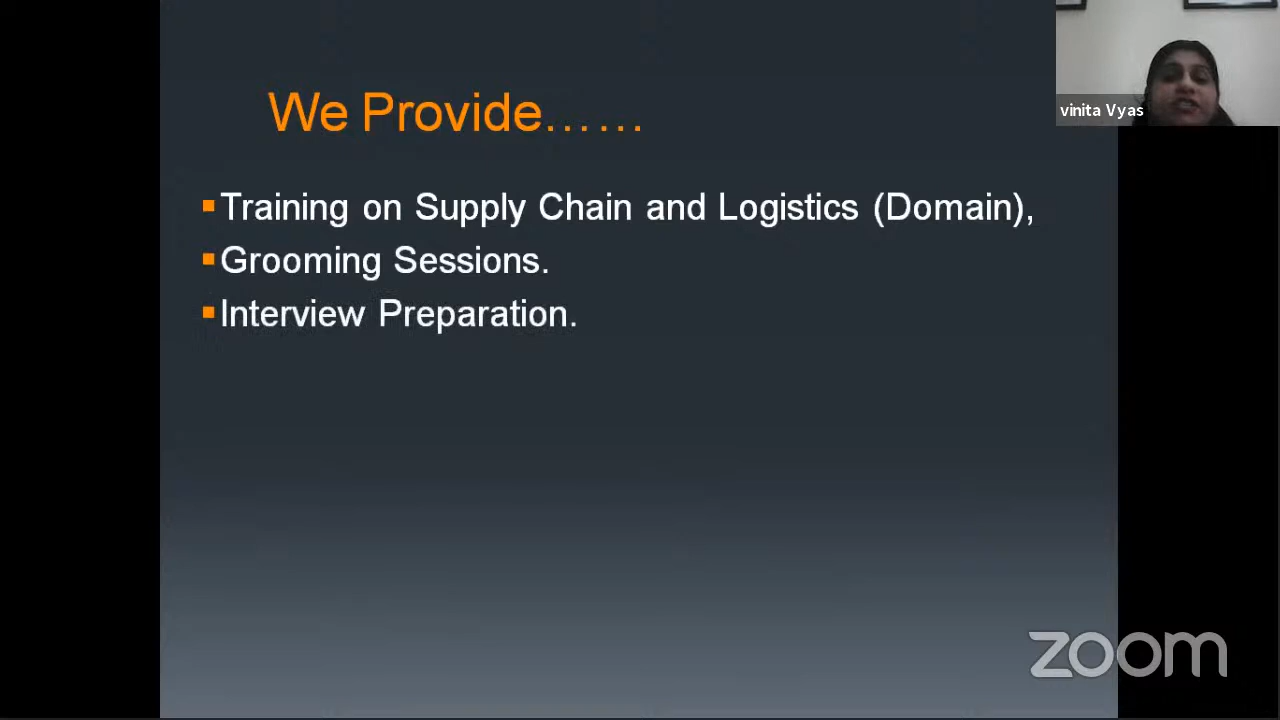 We Provide……
Training on Supply Chain and Logistics (Domain),
Grooming Sessions.
Interview Preparation.
vinita Vyas
zoom